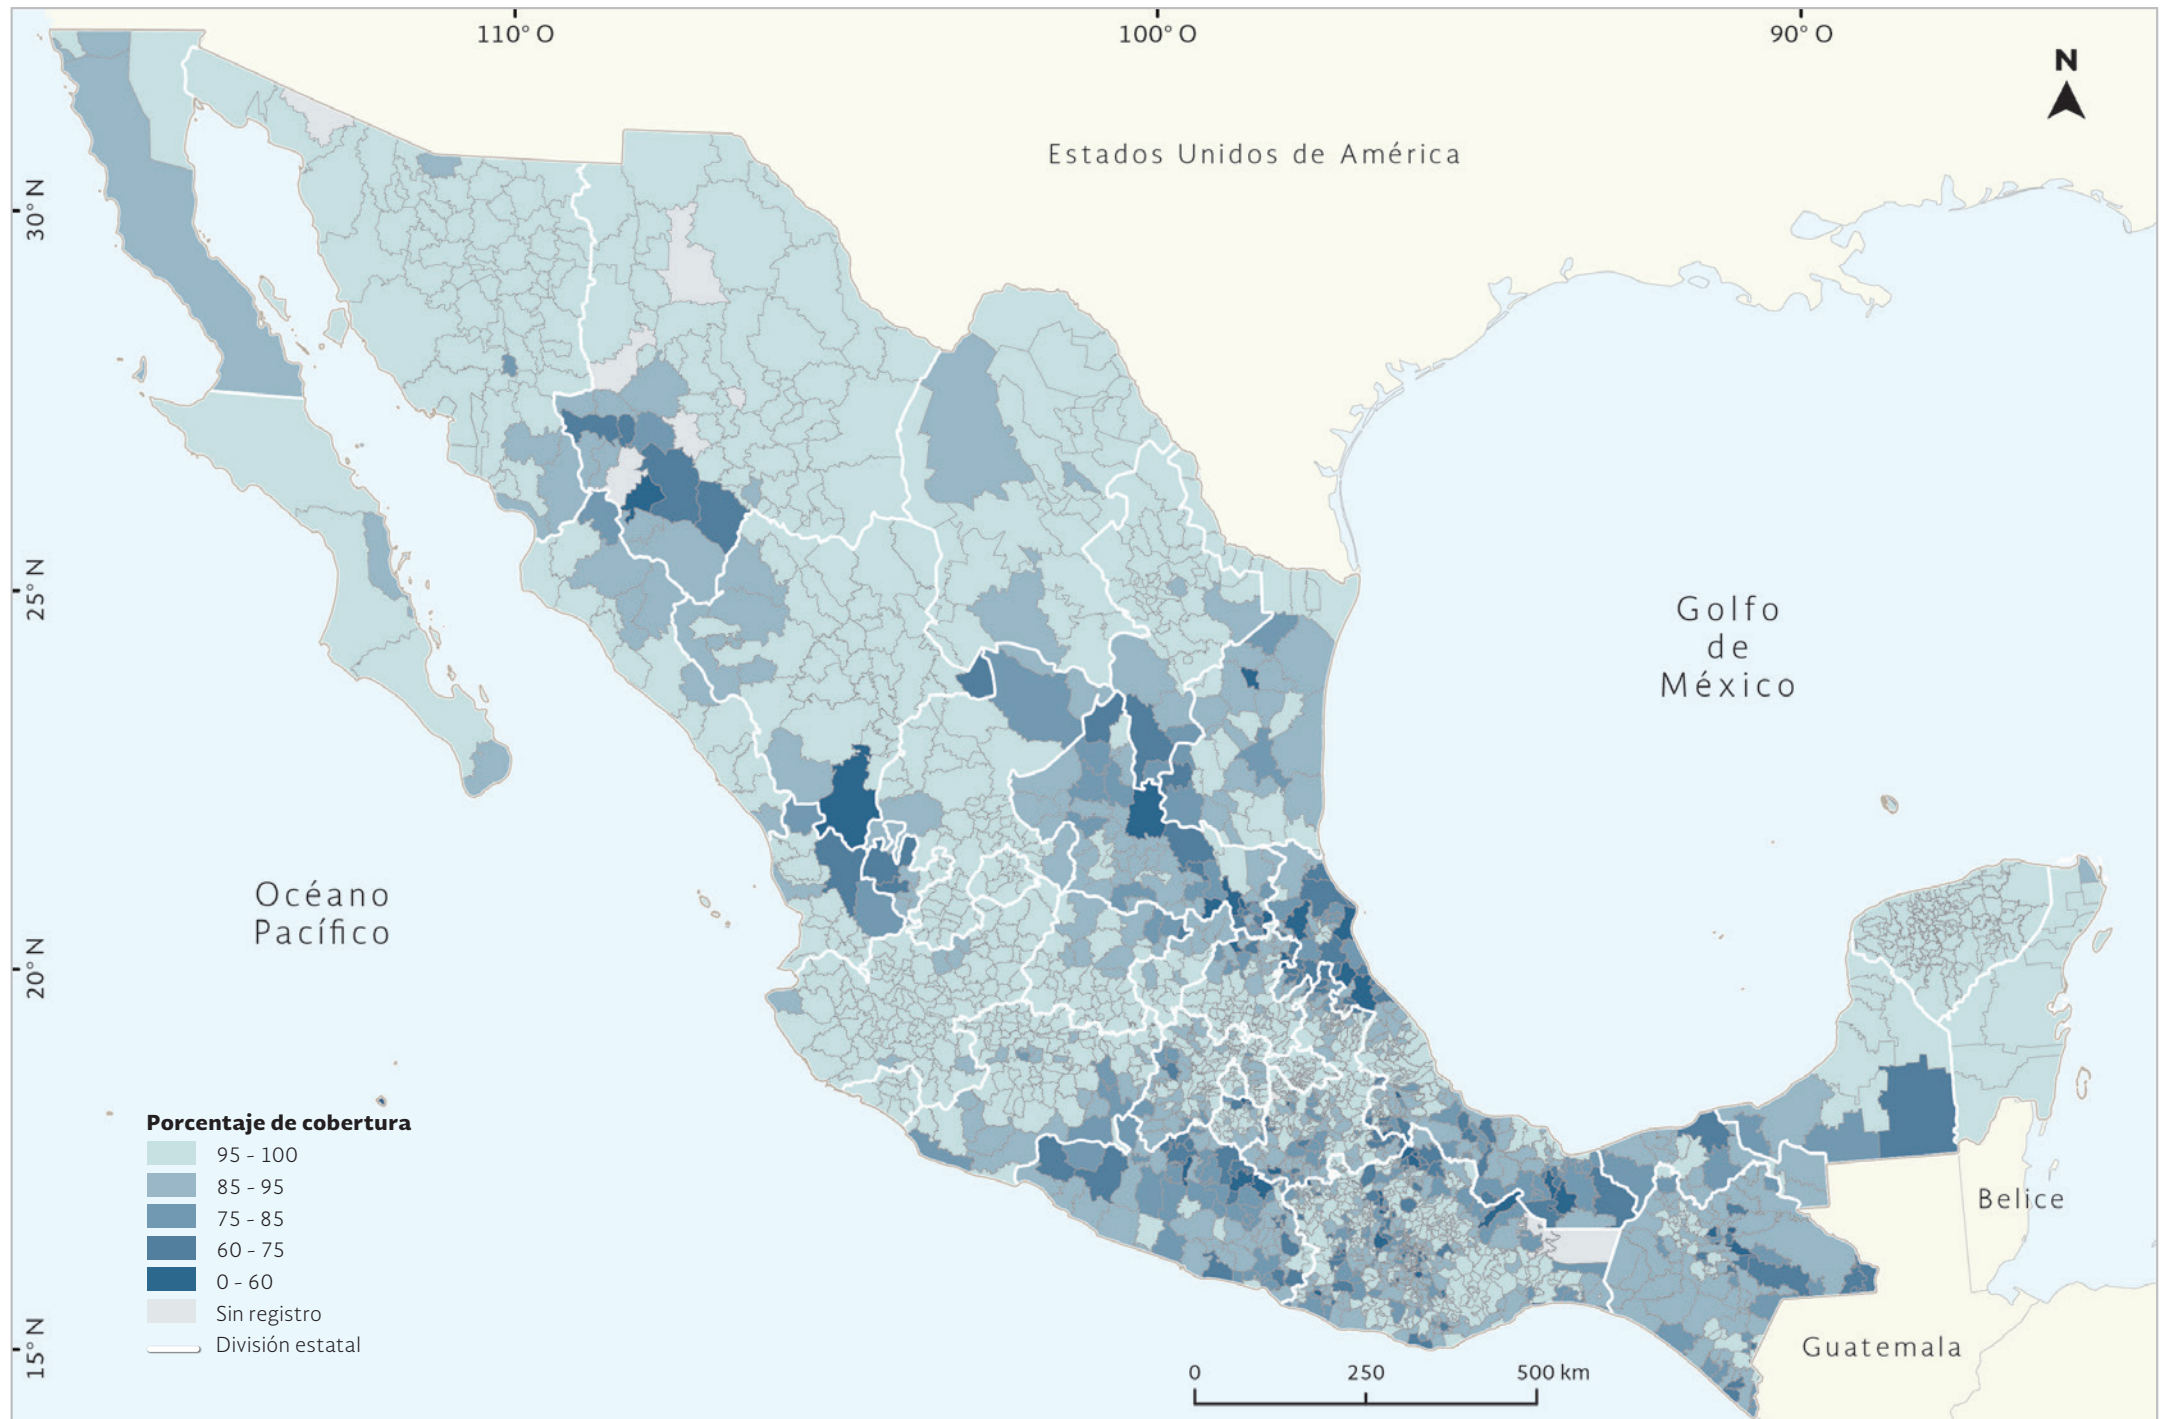 110° O
100° O
90° O
N
Estados Unidos de América
30° N
25° N
Golfo
de
México
Océano
Pacífico
20° N
Porcentaje de cobertura
95 - 100
85 - 95
75 - 85
60 - 75
0 - 60
Sin registro
División estatal
Belice
Guatemala
15° N
0 250 500 km